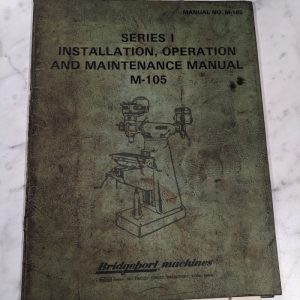 MANUAL NO. M-105
SERIES I
INSTALLATION, OPERATION
AND MAINTENANCE MANUAL
M-105
Bridgeport machines